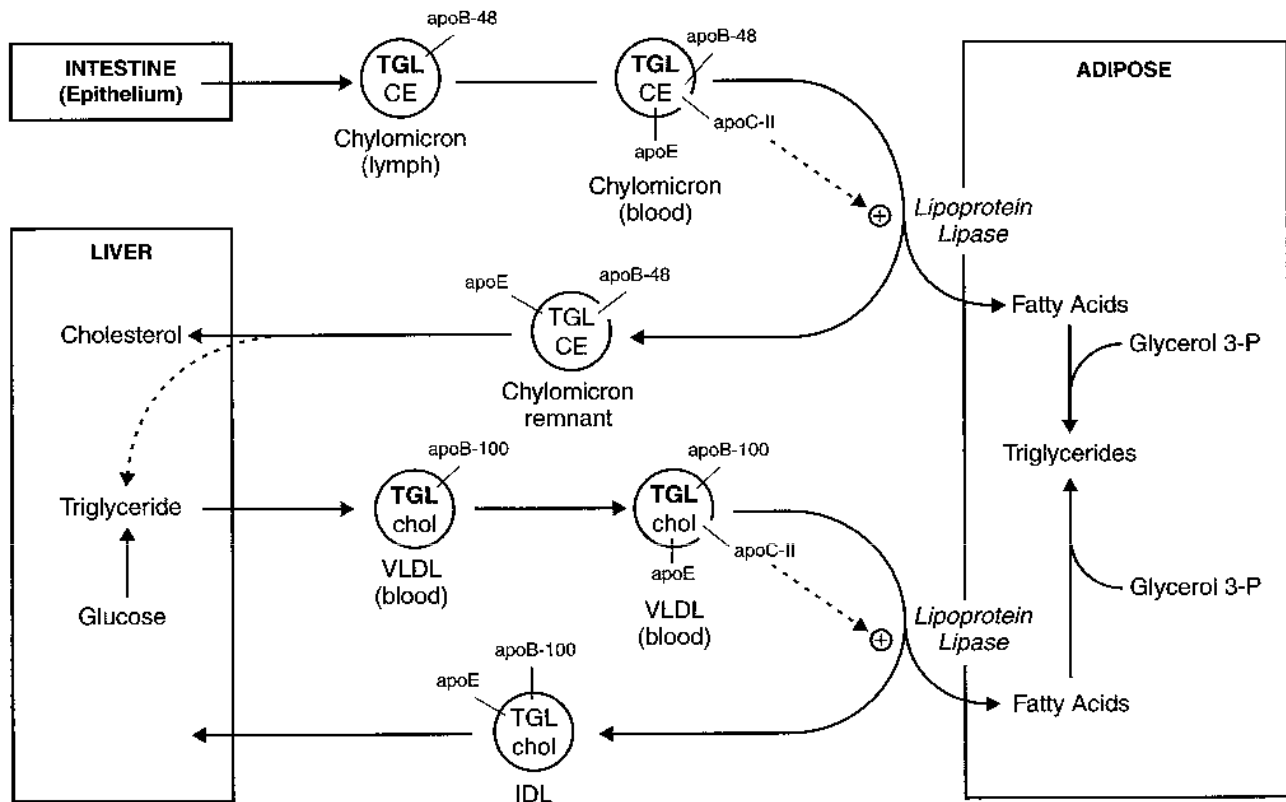 apoB-48
INTESTINE
(Epithelium)
TGL
CE
Chylomicron
(lymph)
apoB-48
TGL
CE
apoC-II
apoE
Chylomicron
(blood)
ADIPOSE
+
Lipoprotein
Lipase
LIVER
apoE
apoB-48
TGL
CE
Chylomicron
remnant
Cholesterol
Fatty Acids
Glycerol 3-P
Triglycerides
apoB-100
TGL
chol
VLDL
(blood)
apoB-100
TGL
chol
apoC-II
apoE
VLDL
(blood)
Triglyceride
Glucose
Glycerol 3-P
+
Lipoprotein
Lipase
Fatty Acids
apoB-100
apoE
TGL
chol
IDL